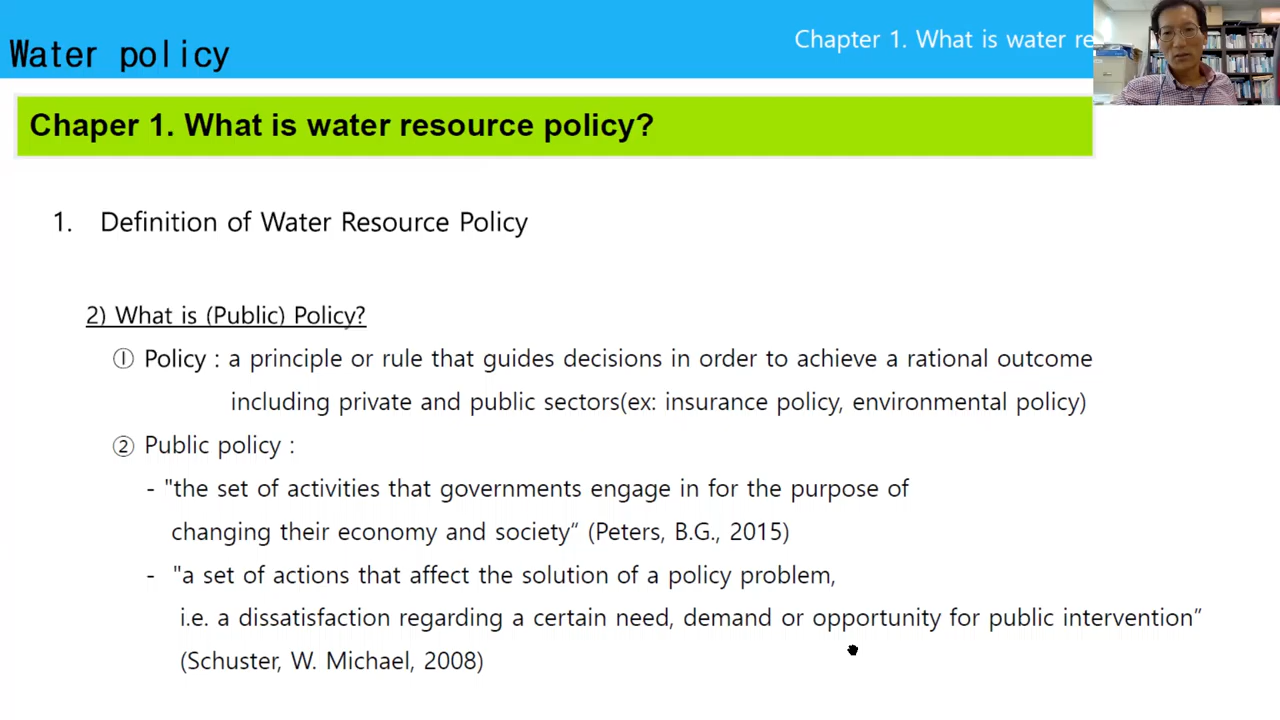 Water policy
Chapter 1. What is water
Chaper 1. What is water resource policy?
1. Definition of Water Resource Policy
2) What is (Public) Policy?
① Policy : a principle or rule that guides decisions in order to achieve a rational outcome
including private and public sectors(ex: insurance policy, environmental policy)
② Public policy :
- "the set of activities that governments engage in for the purpose of
changing their economy and society“ (Peters, B.G., 2015)
- "a set of actions that affect the solution of a policy problem,
i.e. a dissatisfaction regarding a certain need, demand or opportunity for public intervention”
(Schuster, W. Michael, 2008)